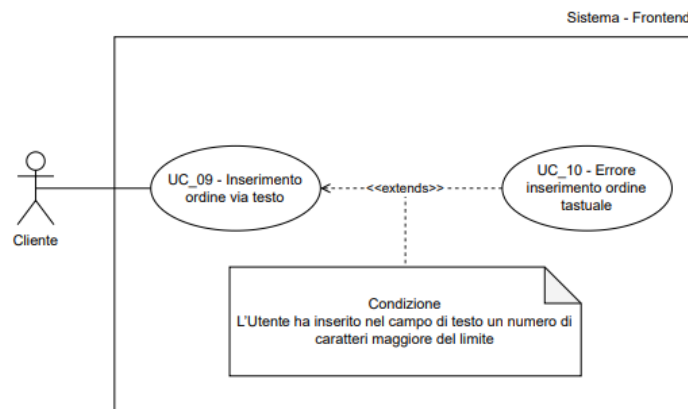 Sistema - Frontend
UC_09 - Inserimento
ordine via testo
<<extends>>
UC_10 - Errore
inserimento ordine
tastuale
Cliente
Condizione
L'Utente ha inserito nel campo di testo un numero di
caratteri maggiore del limite